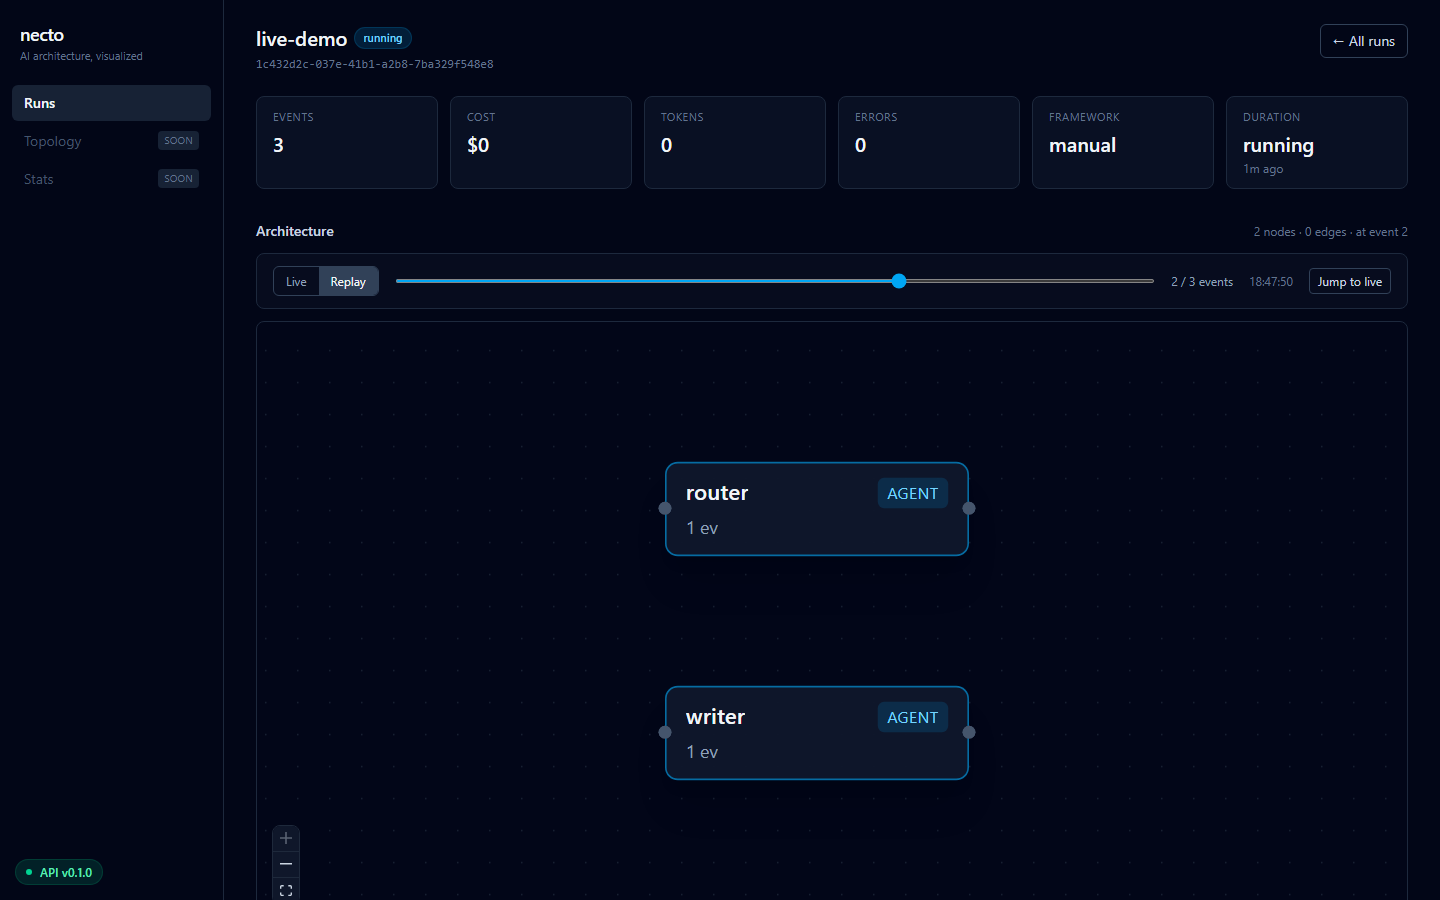 necto
AI architecture, visualized
Runs
Topology SOON
Stats SOON
API v0.1.0
live-demo running
1c432d2c-037e-41b1-a2b8-7ba329f548e8
← All runs
EVENTS
3
COST
$0
TOKENS
0
ERRORS
0
FRAMEWORK
manual
DURATION
running
1m ago
Architecture
2 nodes · 0 edges · at event 2
Live Replay 2 / 3 events 18:47:50 Jump to live
router AGENT
1 ev
writer AGENT
1 ev